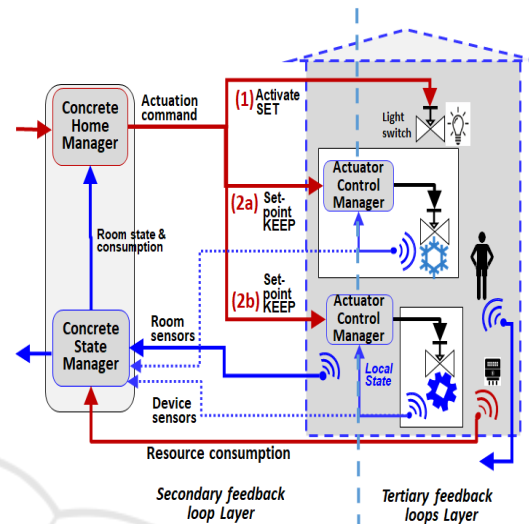 Concrete
Home
Manager
Actuation
command
(1) Activate
SET
Light
switch
Actuator
Control
Manager
(2a) Set-
point
KEEP
Room state &
consumption
(2b) Set-
point
KEEP
Actuator
Control
Manager
Concrete
State
Manager
Room
sensors
Local
State
Device
sensors
Resource consumption
Secondary feedback
loop Layer
Tertiary feedback
loops Layer